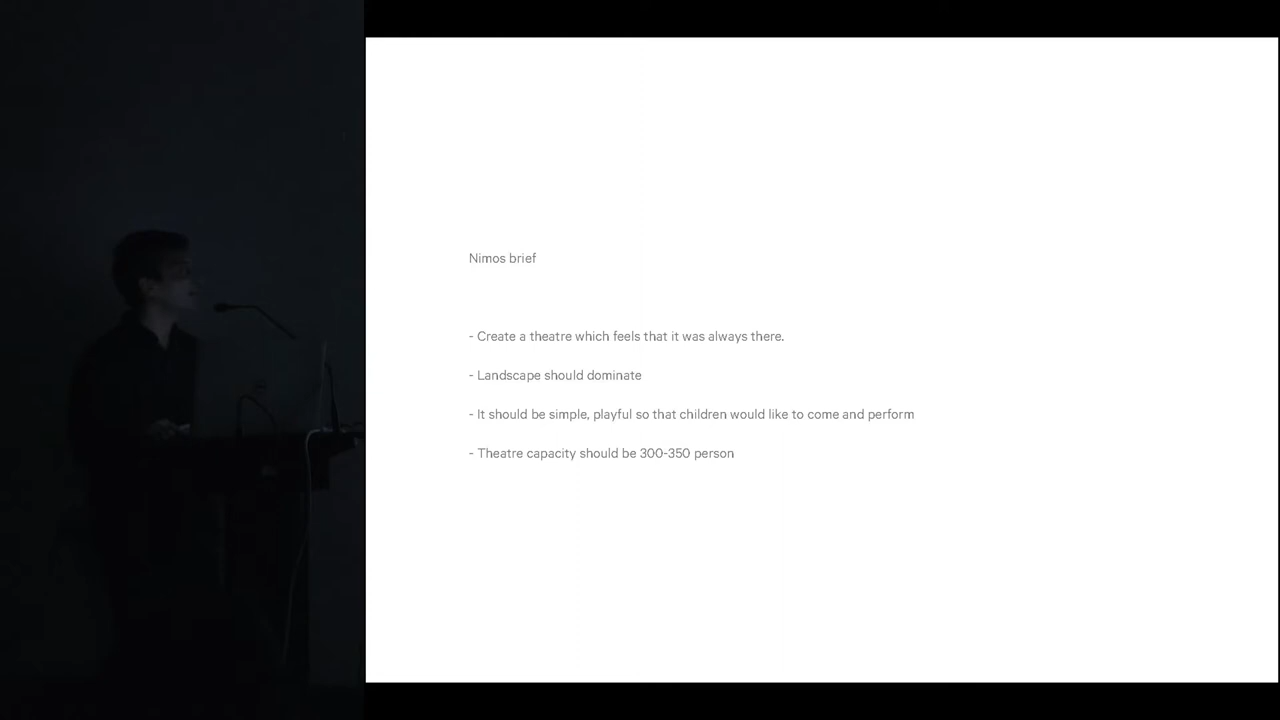 Nimos brief
- Create a theatre which feels that it was always there.
- Landscape should dominate
- It should be simple, playful so that children would like to come and perform
- Theatre capacity should be 300-350 person